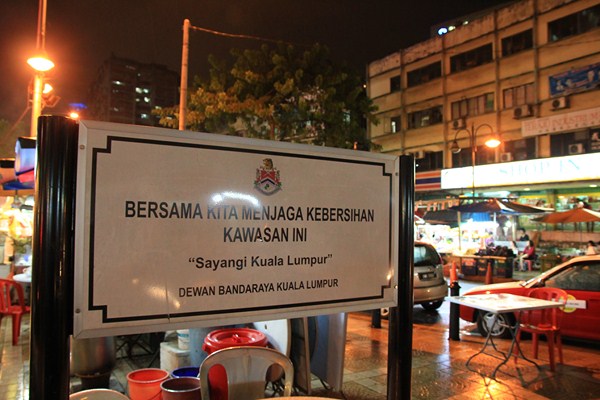 BERSAMA KITA MENJAGA KEBERSIHAN
KAWASAN INI
“Sayangi Kuala Lumpur”
DEWAN BANDARAYA KUALA LUMPUR